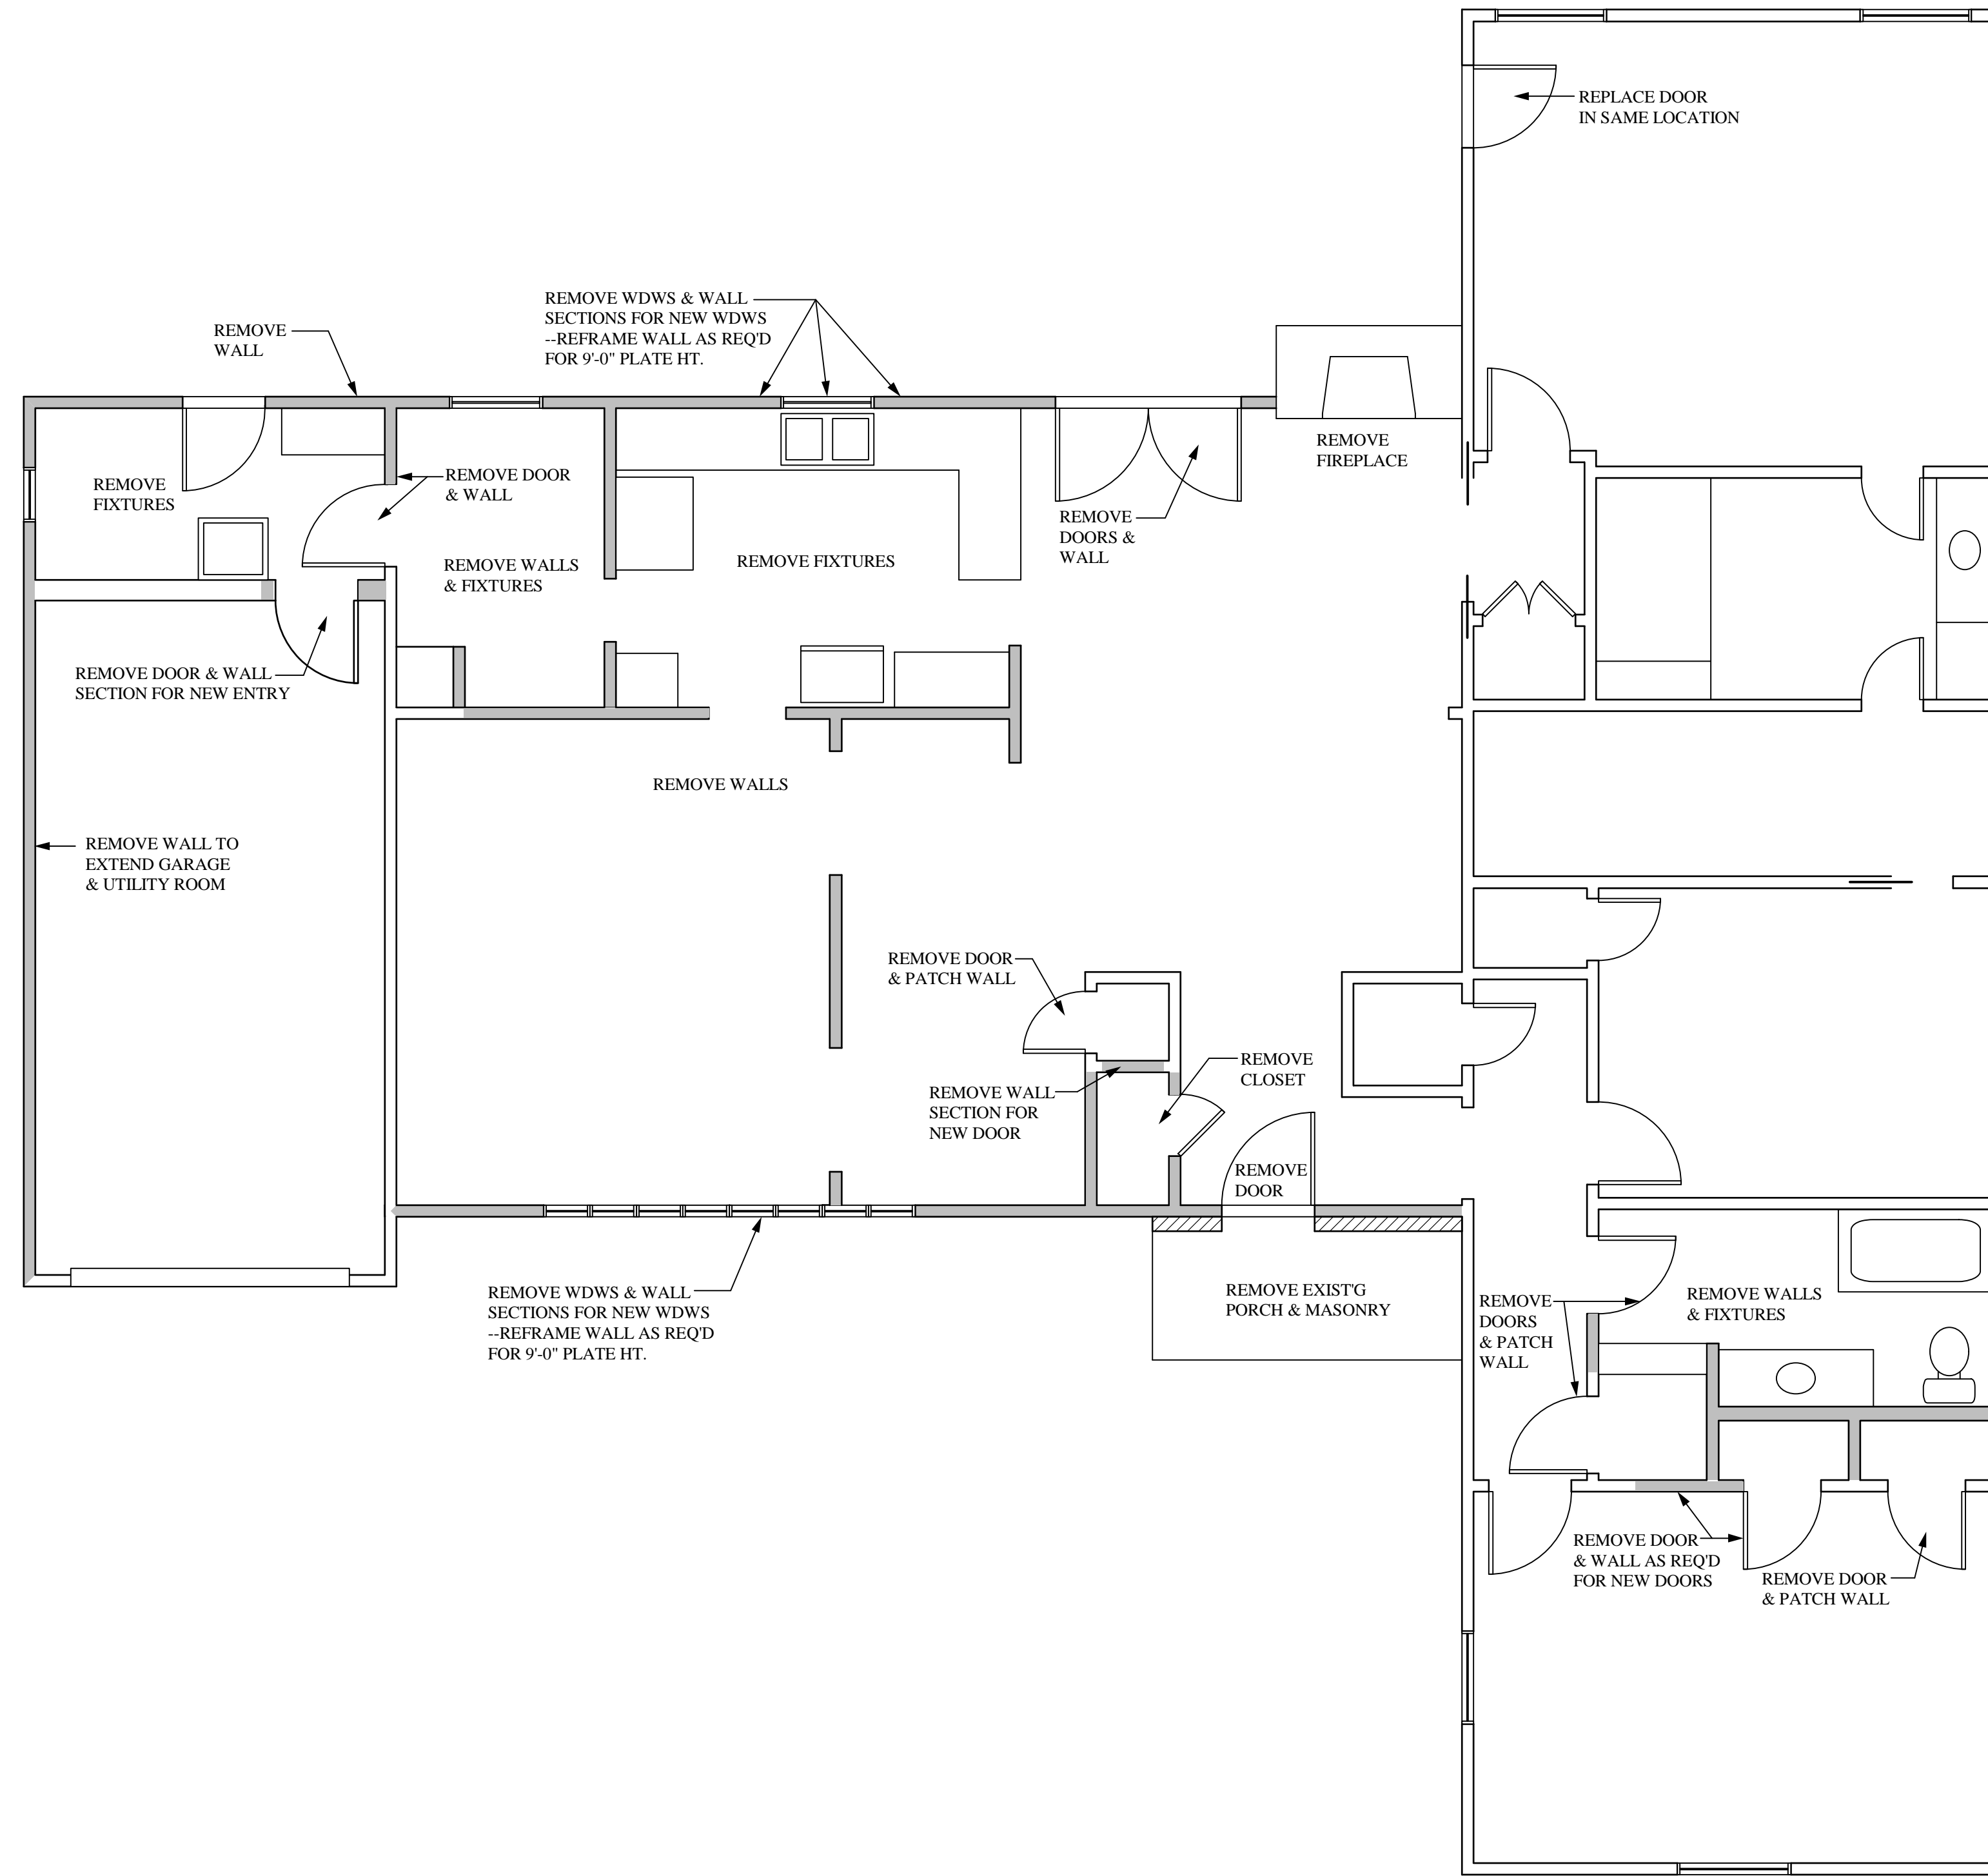 REPLACE DOOR
IN SAME LOCATION
REMOVE WDWS & WALL
SECTIONS FOR NEW WDWS
--REFRAME WALL AS REQ'D
FOR 9'-0" PLATE HT.
REMOVE
WALL
REMOVE
FIREPLACE
REMOVE
FIXTURES
REMOVE DOOR
& WALL
REMOVE
DOORS &
WALL
REMOVE WALLS
& FIXTURES
REMOVE FIXTURES
REMOVE DOOR & WALL
SECTION FOR NEW ENTRY
REMOVE WALLS
REMOVE WALL TO
EXTEND GARAGE
& UTILITY ROOM
REMOVE DOOR
& PATCH WALL
REMOVE
CLOSET
REMOVE WALL
SECTION FOR
NEW DOOR
REMOVE
DOOR
REMOVE WDWS & WALL
SECTIONS FOR NEW WDWS
--REFRAME WALL AS REQ'D
FOR 9'-0" PLATE HT.
REMOVE EXIST'G
PORCH & MASONRY
REMOVE
DOORS
& PATCH
WALL
REMOVE WALLS
& FIXTURES
REMOVE DOOR
& WALL AS REQ'D
FOR NEW DOORS
REMOVE DOOR
& PATCH WALL